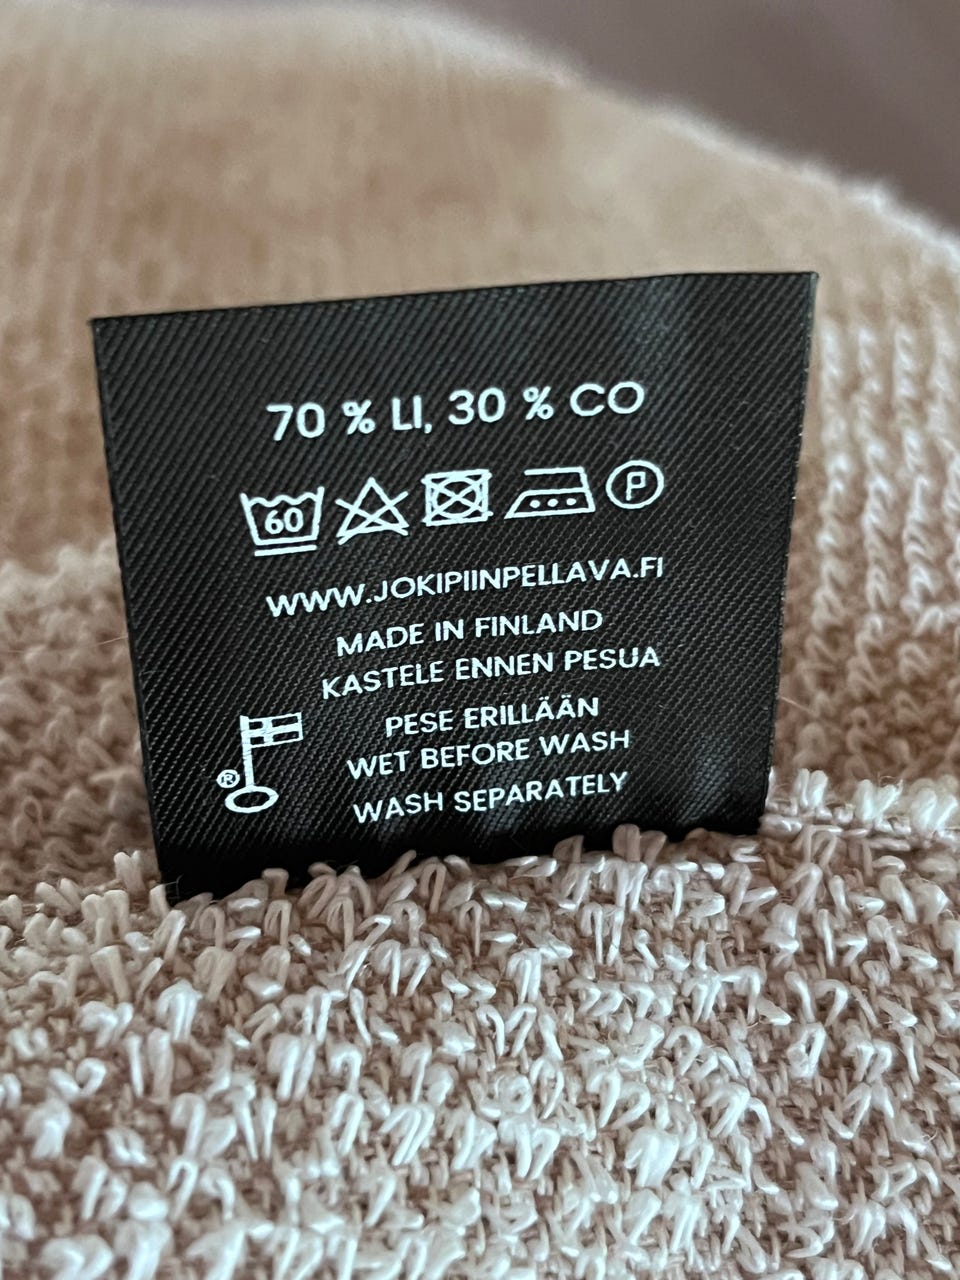 70 % LI, 30 % CO
60 P
WWW.JOKIPIINPELLAVA.FI
MADE IN FINLAND
KASTELE ENNEN PESUA
PESE ERILLÄÄN
WET BEFORE WASH
WASH SEPARATELY
®